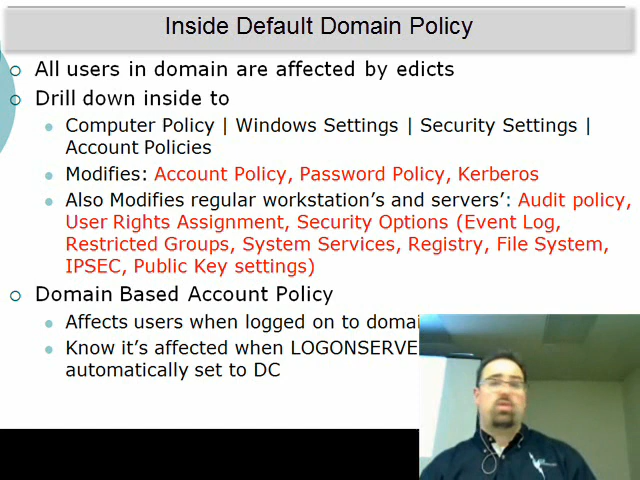 Inside Default Domain Policy
All users in domain are affected by edicts
Drill down inside to
Computer Policy | Windows Settings | Security Settings |
Account Policies
Modifies: Account Policy, Password Policy, Kerberos
Also Modifies regular workstation's and servers': Audit policy,
User Rights Assignment, Security Options (Event Log,
Restricted Groups, System Services, Registry, File System,
IPSEC, Public Key settings)
Domain Based Account Policy
Affects users when logged on to
Know it's affected when
automatically set to DC